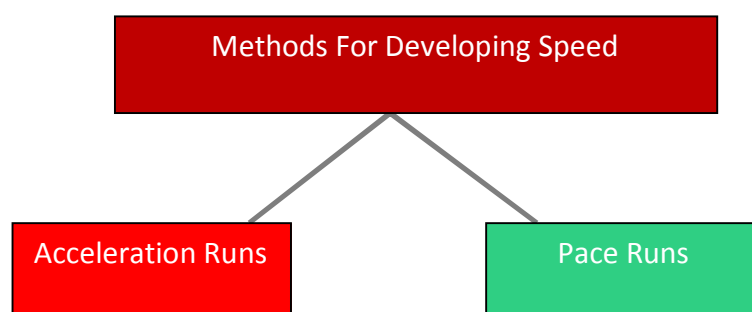 Methods For Developing Speed
Acceleration Runs
Pace Runs